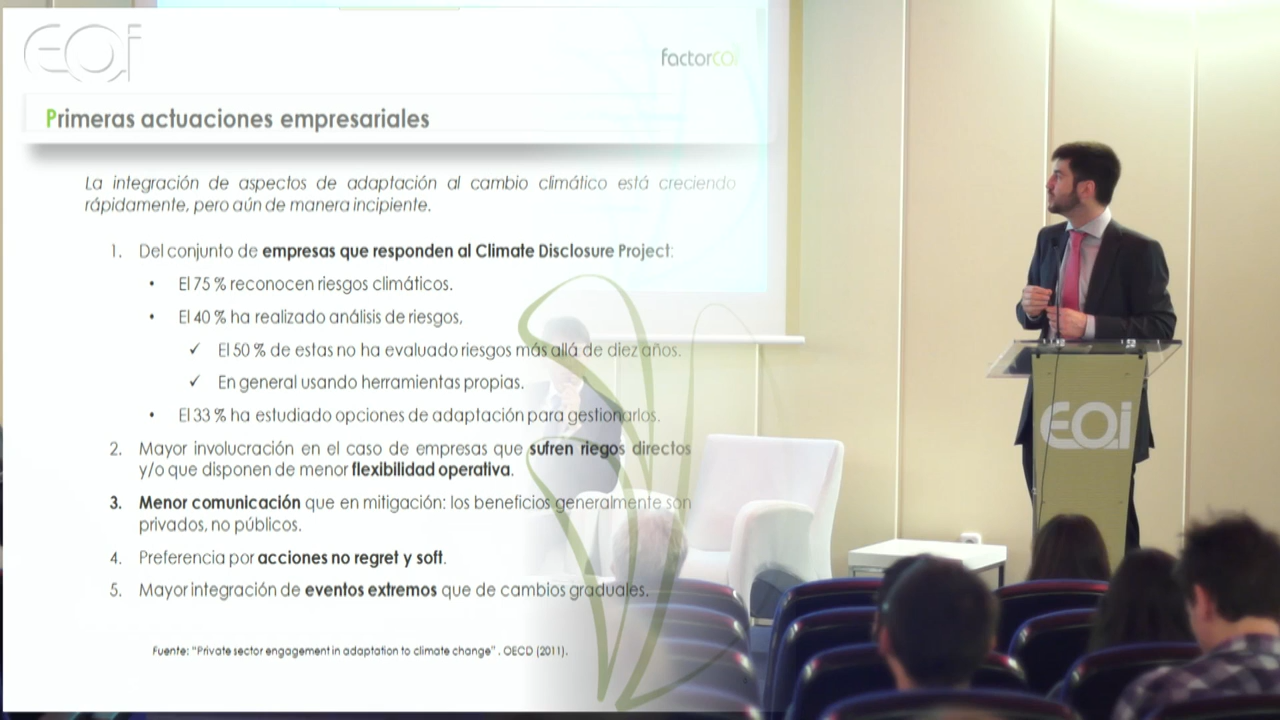 EOi
factorco
Primeras actuaciones empresariales
La integración de aspectos de adaptación al cambio climático está creciendo
rápidamente, pero aún de manera incipiente.
1. Del conjunto de empresas que responden al Climate Disclosure Project:
• El 75 % reconocen riesgos climáticos.
• El 40 % ha realizado análisis de riesgos,
✓ El 50 % de estas no ha evaluado riesgos más allá de diez años.
✓ En general usando herramientas propias.
• El 33 % ha estudiado opciones de adaptación para gestionarlos.
2. Mayor involucración en el caso de empresas que sufren riegos directos
y/o que disponen de menor flexibilidad operativa.
3. Menor comunicación que en mitigación: los beneficios generalmente son
privados, no públicos.
4. Preferencia por acciones no regret y soft.
5. Mayor integración de eventos extremos que de cambios graduales.
Fuente: "Private sector engagement in adaptation to climate change" . OECD (2011).
EOi